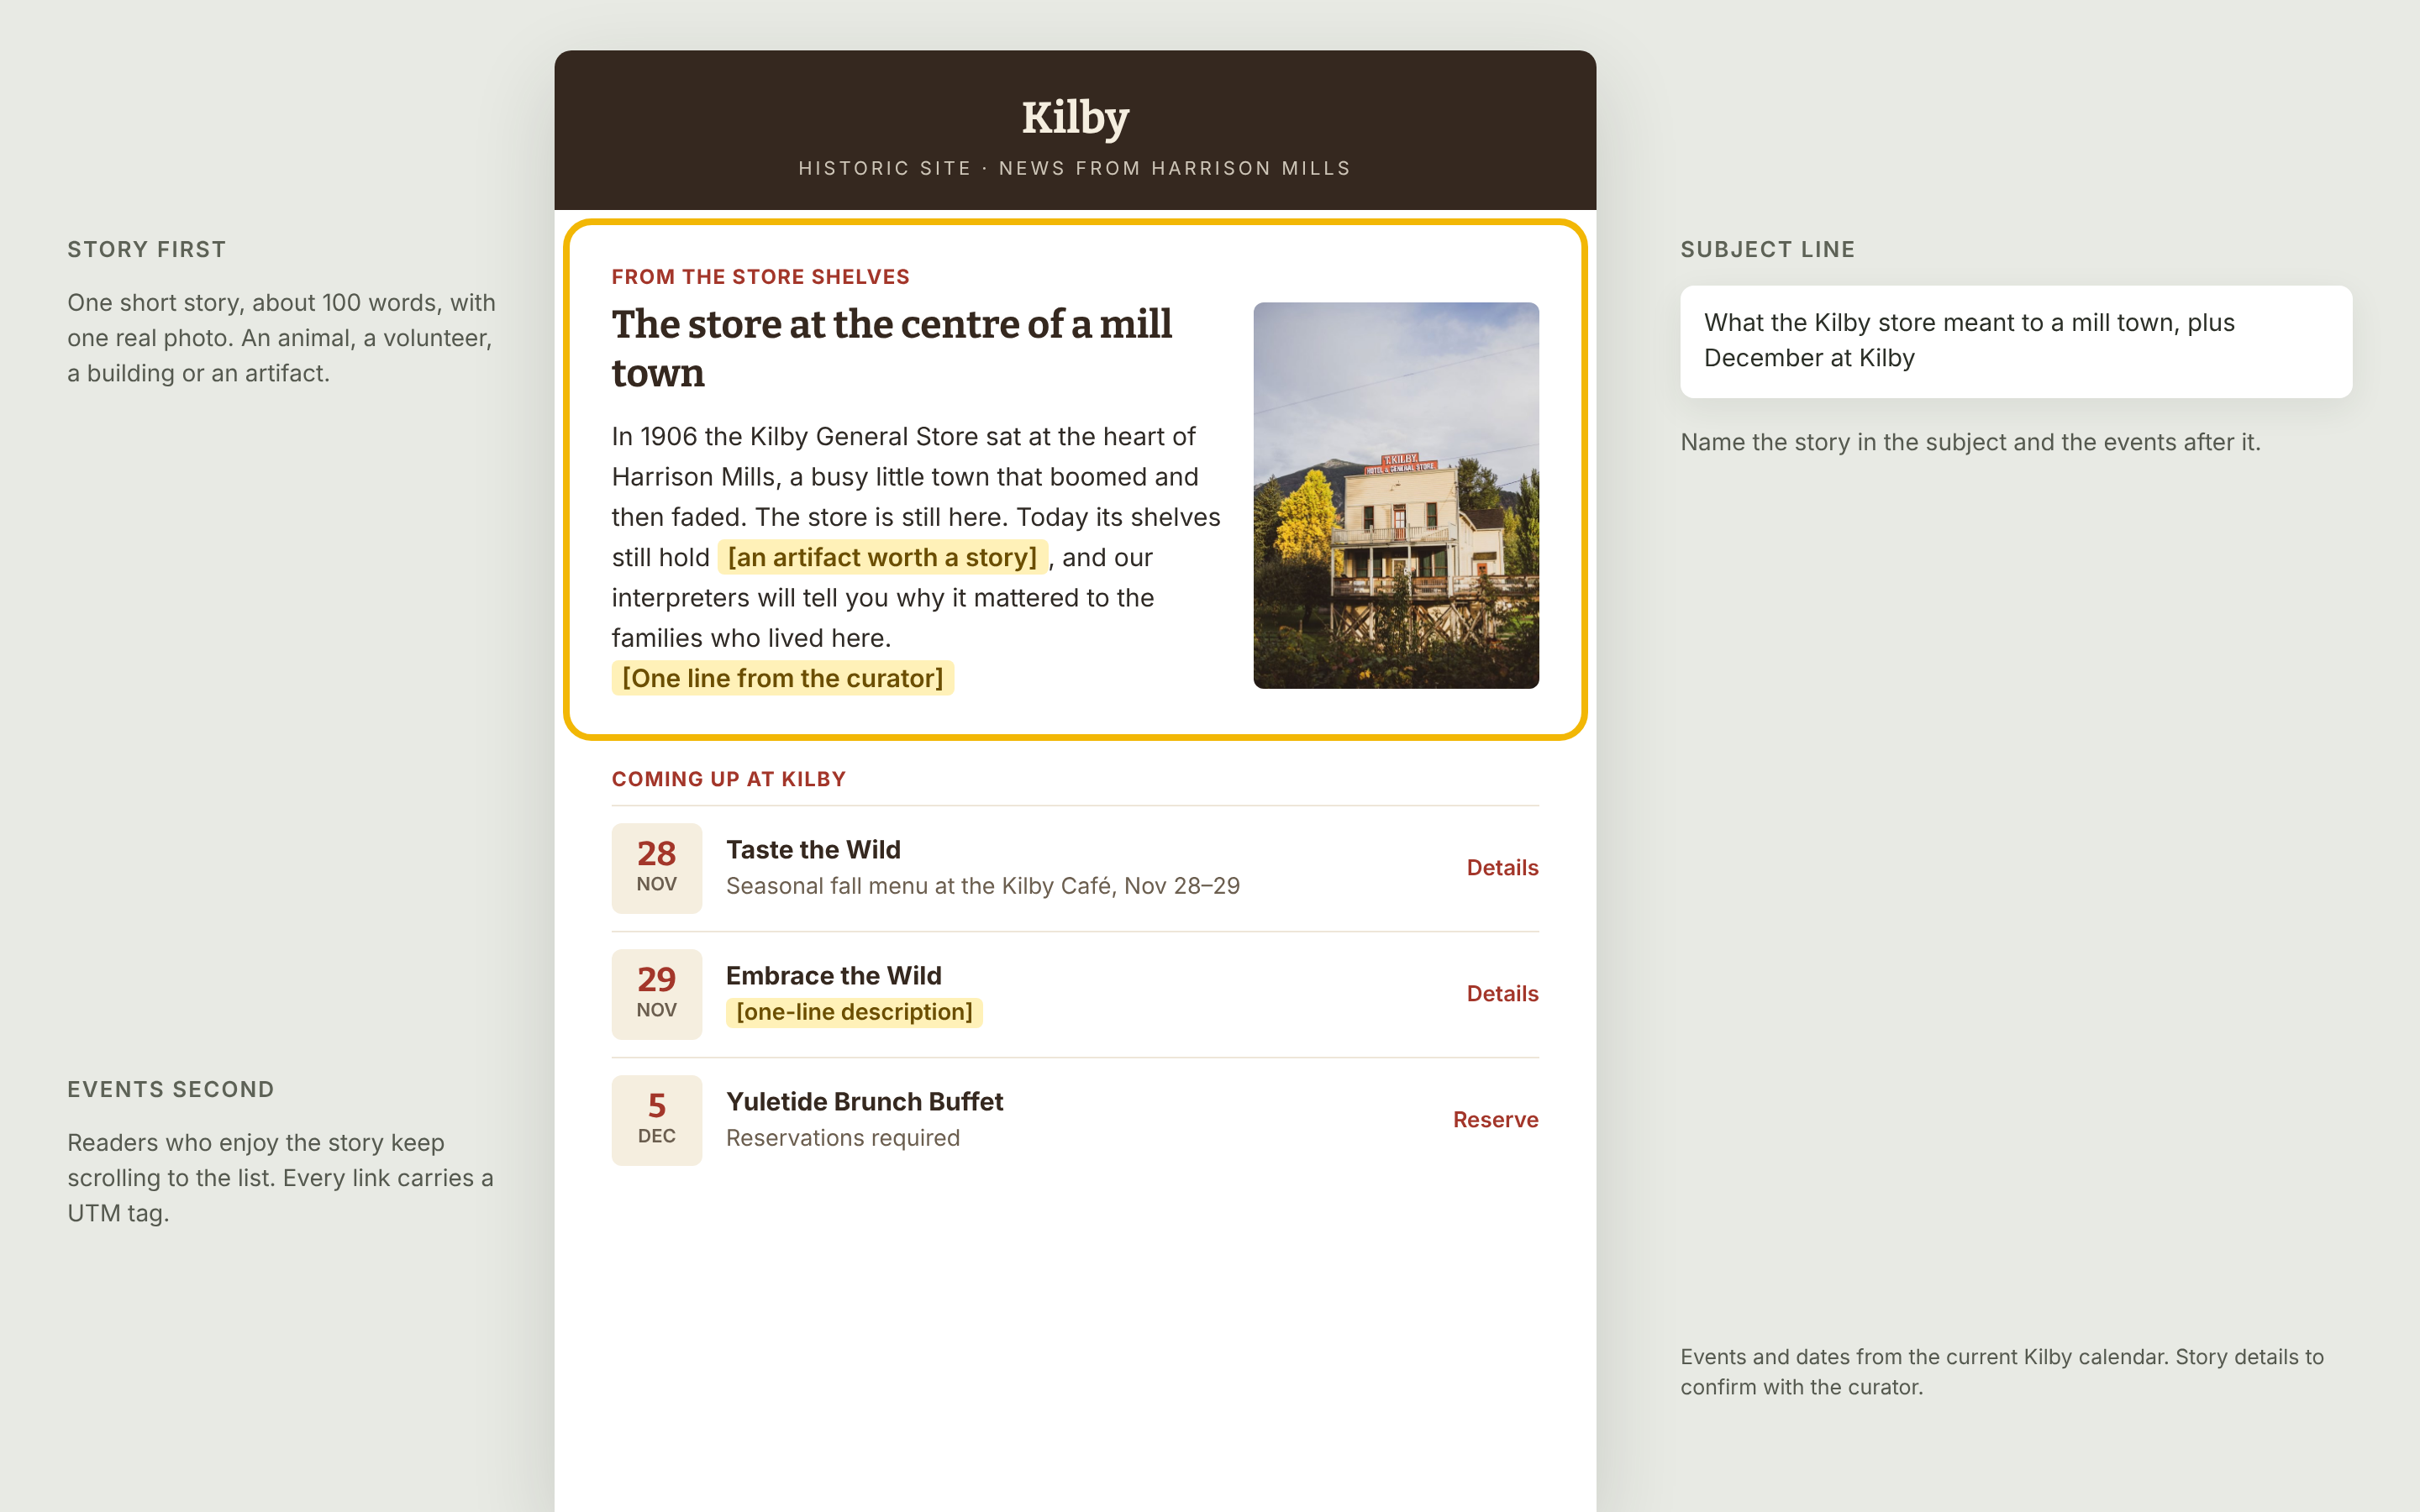 Kilby
HISTORIC SITE · NEWS FROM HARRISON MILLS
STORY FIRST
One short story, about 100 words, with
one real photo. An animal, a volunteer,
a building or an artifact.
FROM THE STORE SHELVES
The store at the centre of a mill
town
In 1906 the Kilby General Store sat at the heart of
Harrison Mills, a busy little town that boomed and
then faded. The store is still here. Today its shelves
still hold [an artifact worth a story], and our
interpreters will tell you why it mattered to the
families who lived here.
[One line from the curator]
T. KILBY
HOTEL & GENERAL STORE
SUBJECT LINE
What the Kilby store meant to a mill town, plus
December at Kilby
Name the story in the subject and the events after it.
COMING UP AT KILBY
28
NOV
Taste the Wild
Seasonal fall menu at the Kilby Café, Nov 28–29
Details
29
NOV
Embrace the Wild
[one-line description]
Details
EVENTS SECOND
Readers who enjoy the story keep
scrolling to the list. Every link carries a
UTM tag.
5
DEC
Yuletide Brunch Buffet
Reservations required
Reserve
Events and dates from the current Kilby calendar. Story details to
confirm with the curator.